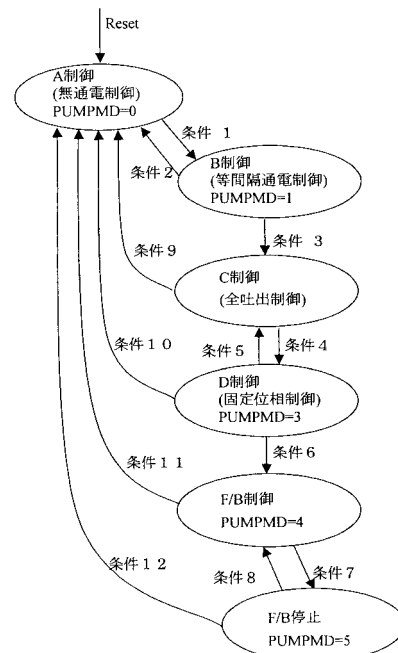 Reset
A制御
(無通電制御)
PUMPMD=0
条件 1
条件 2
B制御
(等間隔通電制御)
PUMPMD=1
条件 3
条件 9
C制御
(全吐出制御)
条件10
条件 5
条件 4
D制御
(固定位相制御)
PUMPMD=3
条件 6
条件11
F/B制御
PUMPMD=4
条件12
条件 8
条件 7
F/B停止
PUMPMD=5